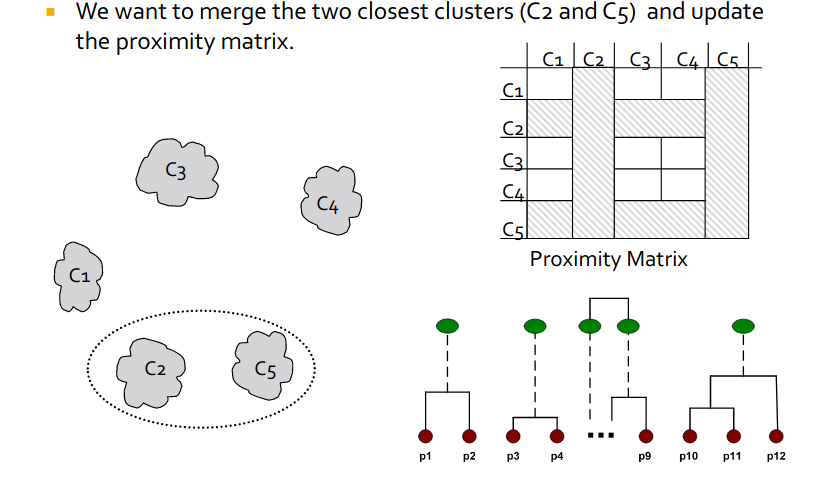 We want to merge the two closest clusters (C2 and C5) and update
the proximity matrix.
C1 C2 C3 C4 C5
C1
C2
C3
C4
C5
Proximity Matrix
C3
C4
C1
C2
C5
...
p1 p2 p3 p4 p9 p10 p11 p12